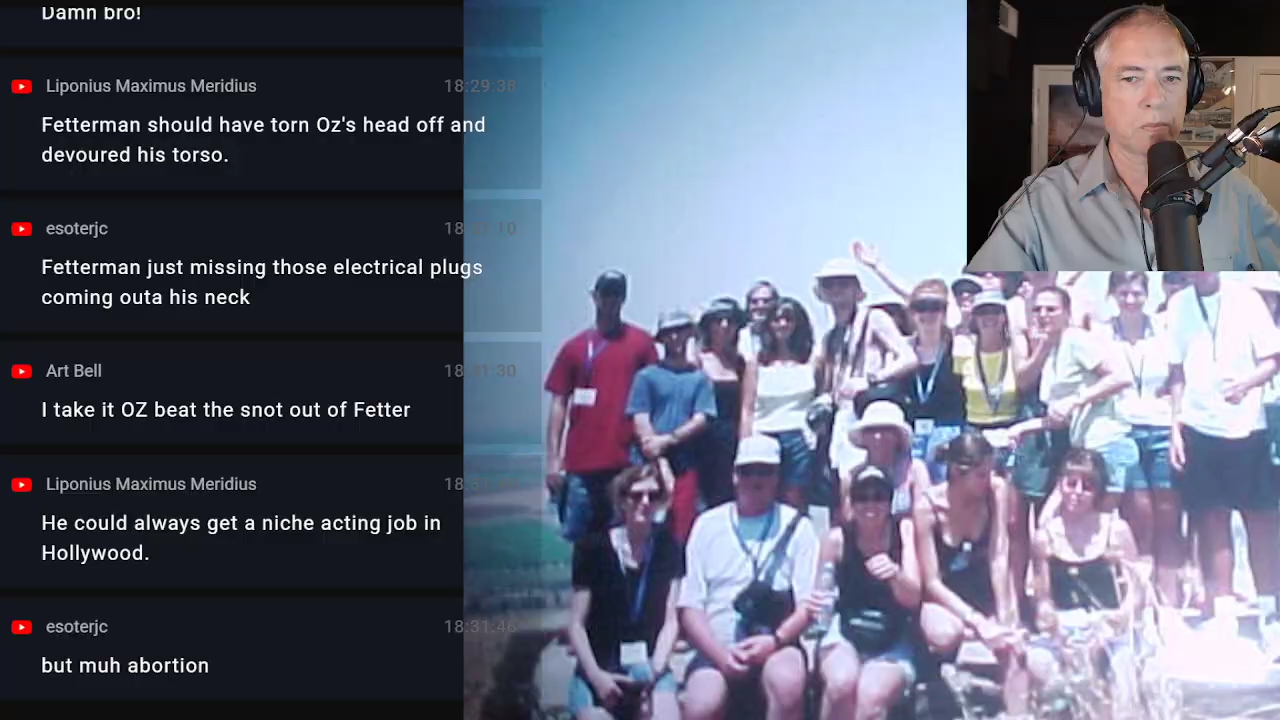 Damn bro!
Liponius Maximus Meridius 18:29:38
Fetterman should have torn Oz's head off and
devoured his torso.
esoterjc
Fetterman just missing those electrical plugs
coming outa his neck
Art Bell
I take it OZ beat the snot out of Fetter
Liponius Maximus Meridius
He could always get a niche acting job in
Hollywood.
esoterjc 18:31:46
but muh abortion